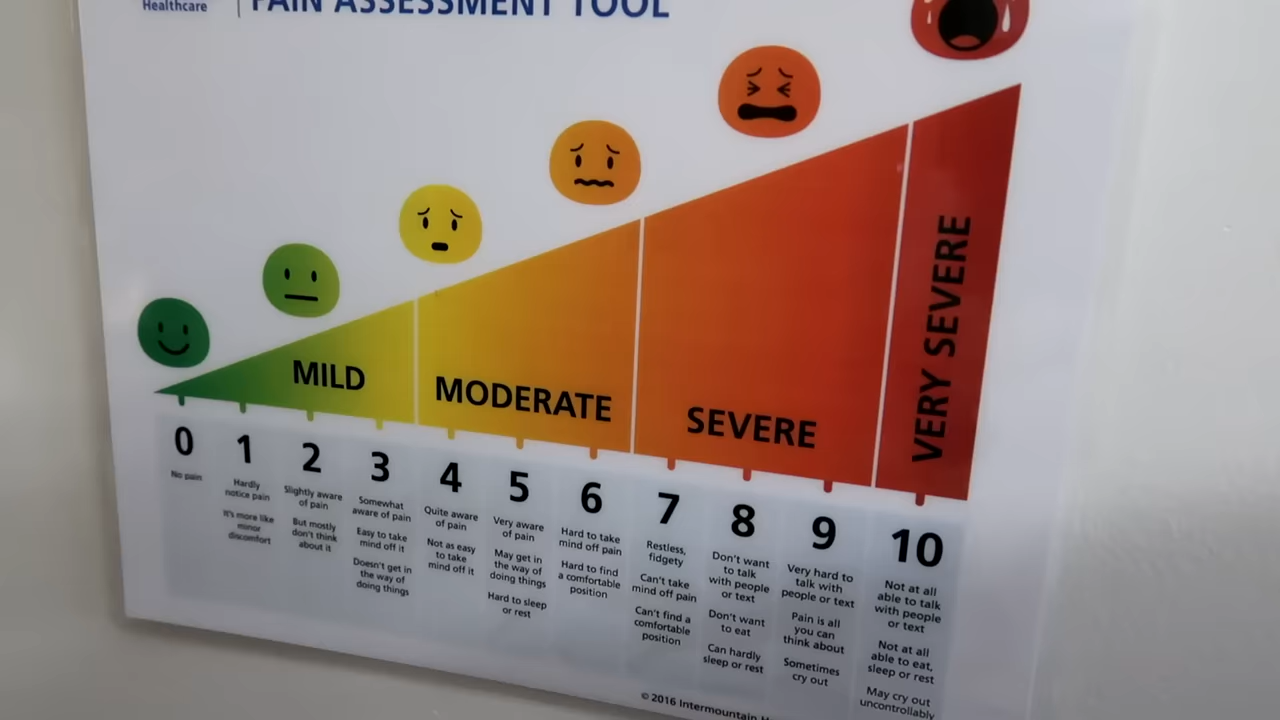 Healthcare
PAIN ASSESSMENT TOOL
MILD
MODERATE
SEVERE
VERY SEVERE
0
No pain
1
Hardly
notice pain
It's more like
minor
discomfort
2
Slightly aware
of pain
But mostly
don't think
about it
3
Somewhat
aware of pain
Easy to take
mind off it
Doesn't get in
the way of
doing things
4
Quite aware
of pain
Not as easy
to take
mind off it
5
Very aware
of pain
May get in
the way of
doing things
Hard to sleep
or rest
6
Hard to take
mind off pain
Hard to find
a comfortable
position
7
Restless,
fidgety
Can't take
mind off pain
Can't find a
comfortable
position
8
Don't want
to talk
with people
or text
Don't want
to eat
Can hardly
sleep or rest
9
Very hard to
talk with
people or text
Pain is all
you can
think about
Sometimes
cry out
10
Not at all
able to talk
with people
or text
Not at all
able to eat,
sleep or rest
May cry out
uncontrollably
© 2016 Intermountain